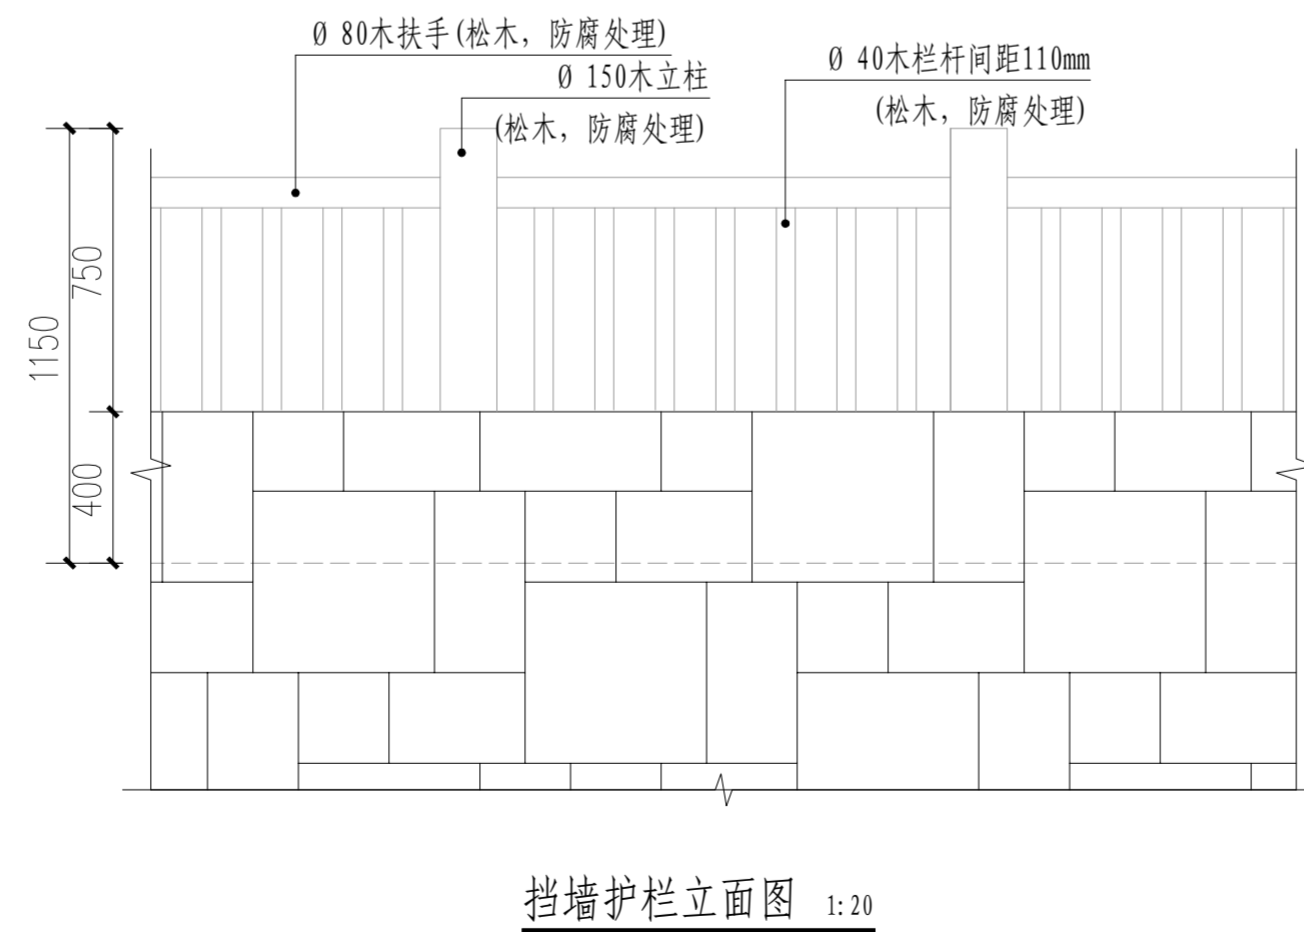 Ø 80木扶手(松木, 防腐处理)
Ø 150木立柱
(松木, 防腐处理)
Ø 40木栏杆间距110mm
(松木, 防腐处理)
1150
750
400
挡墙护栏立面图 1:20